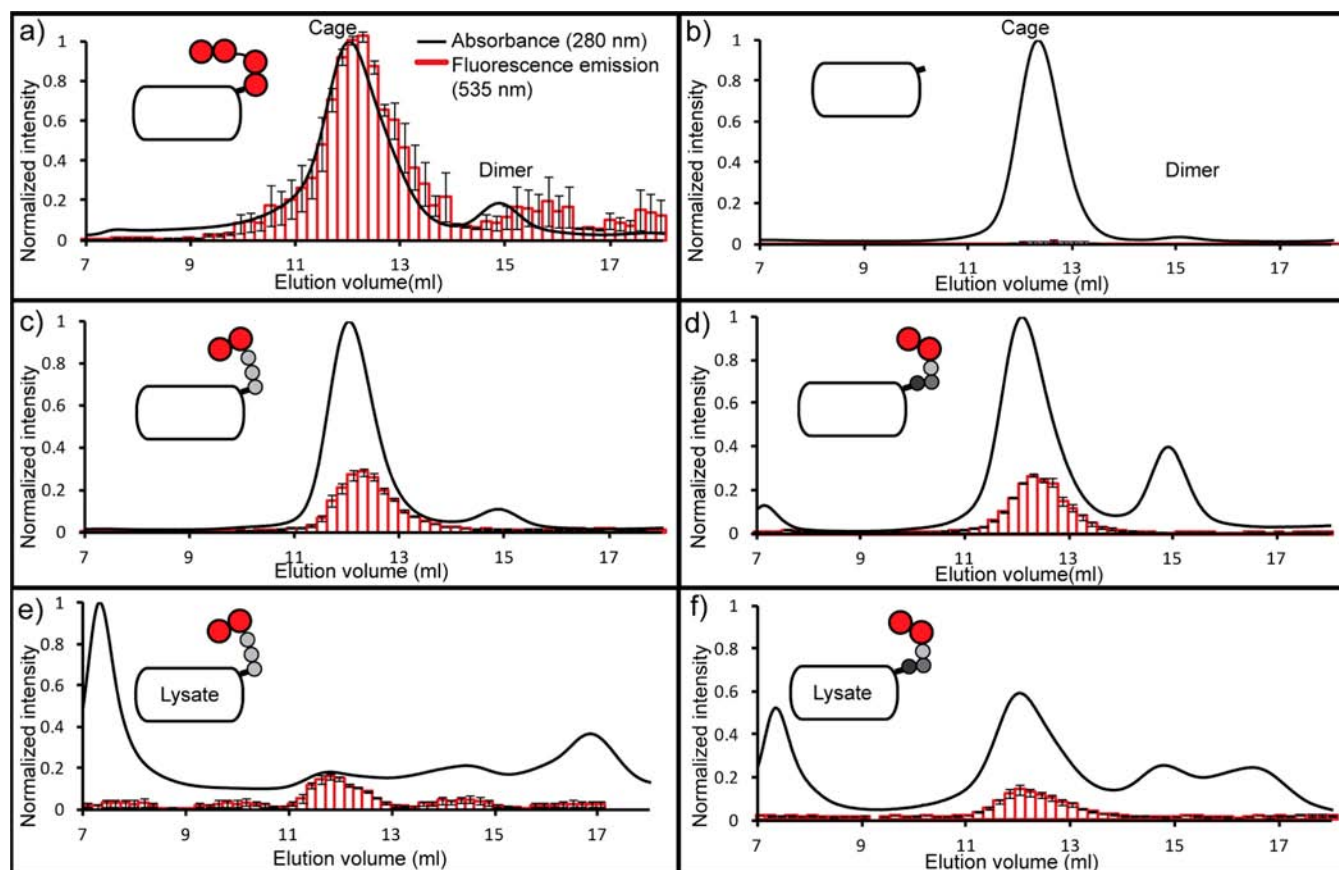 a)
Cage
Absorbance (280 nm)
Fluorescence emission
(535 nm)
Dimer
Normalized intensity
1
0.8
0.6
0.4
0.2
0
7
9
11
13
15
17
Elution volume(ml)
b)
Cage
Dimer
Normalized intensity
1
0.8
0.6
0.4
0.2
0
7
9
11
13
15
17
Elution volume (ml)
c)
Normalized intensity
1
0.8
0.6
0.4
0.2
0
7
9
11
13
15
17
Elution volume (ml)
d)
Normalized intensity
1
0.8
0.6
0.4
0.2
0
7
9
11
13
15
17
Elution volume(ml)
e)
Lysate
Normalized intensity
1
0.8
0.6
0.4
0.2
0
7
9
11
13
15
17
Elution volume (ml)
f)
Lysate
Normalized intensity
1
0.8
0.6
0.4
0.2
0
7
9
11
13
15
17
Elution volume (ml)